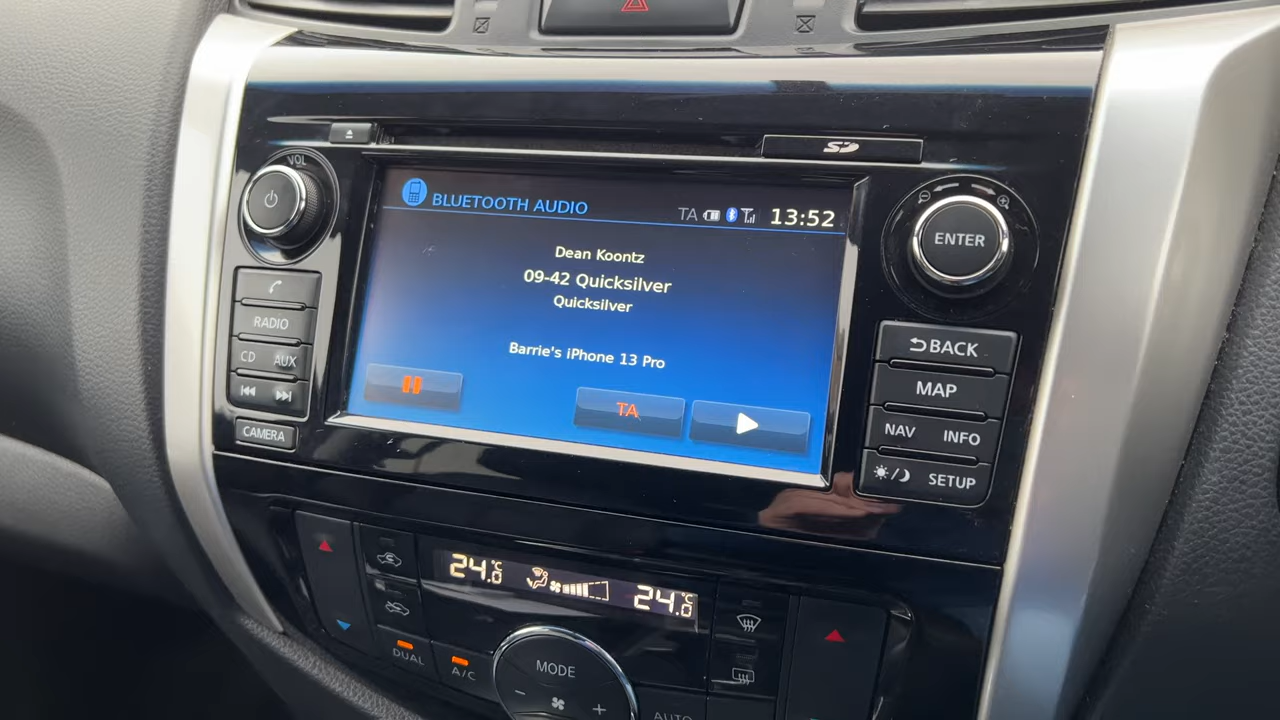 VOL
SD
BLUETOOTH AUDIO
TA
13:52
Dean Koontz
09-42 Quicksilver
Quicksilver
Barrie's iPhone 13 Pro
TA
RADIO
CD AUX
CAMERA
ENTER
BACK
MAP
NAV INFO
SETUP
24.0°C
24.0°C
DUAL
A/C
MODE
AUTO